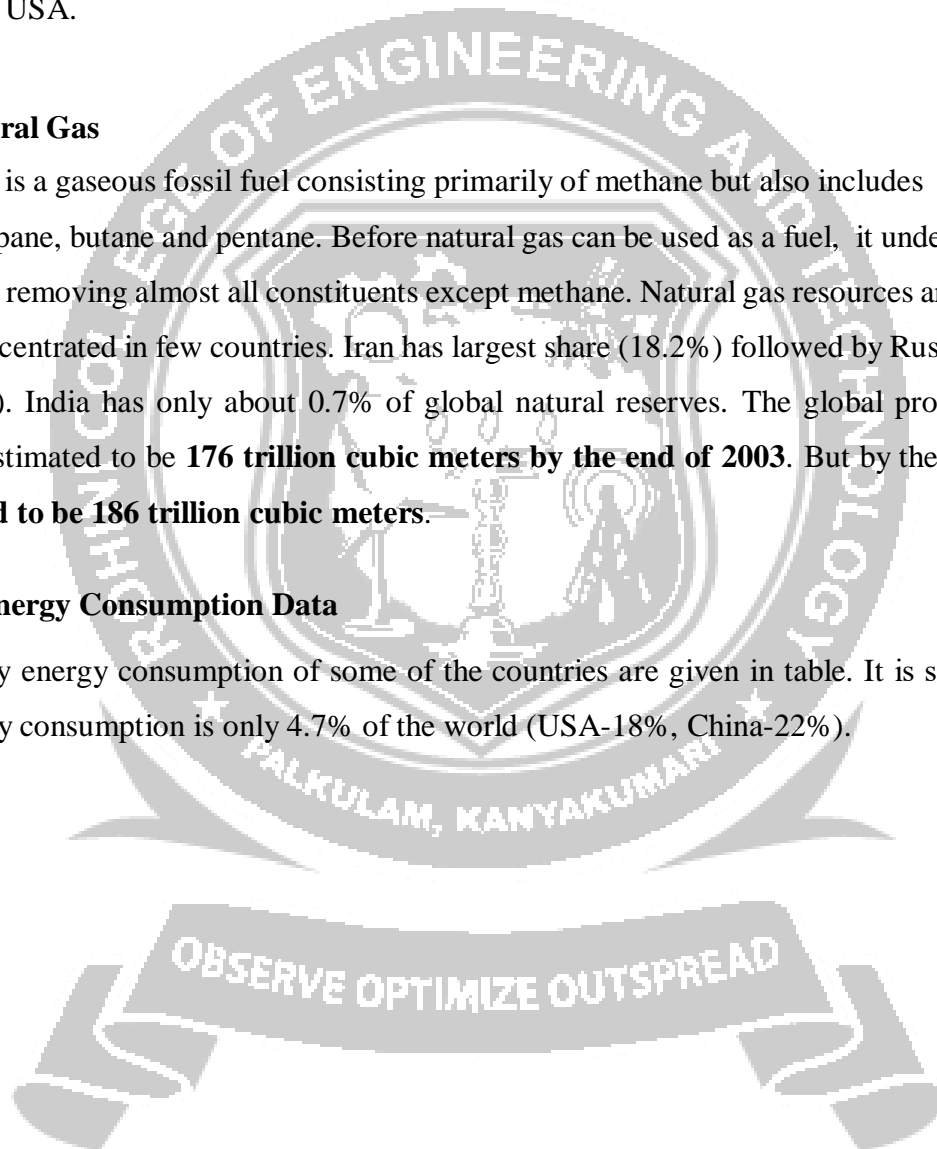 USA.
ral Gas
is a gaseous fossil fuel consisting primarily of methane but also includes
pane, butane and pentane. Before natural gas can be used as a fuel, it unde
removing almost all constituents except methane. Natural gas resources a
centrated in few countries. Iran has largest share (18.2%) followed by Rus
). India has only about 0.7% of global natural reserves. The global pro
stimated to be 176 trillion cubic meters by the end of 2003. But by the
d to be 186 trillion cubic meters.
nergy Consumption Data
y energy consumption of some of the countries are given in table. It is s
y consumption is only 4.7% of the world (USA-18%, China-22%).
ROHINI COLLEGE OF ENGINEERING AND TECHNOLOGY
PALKULAM, KANYAKUMARI
OBSERVE OPTIMIZE OUTSPREAD